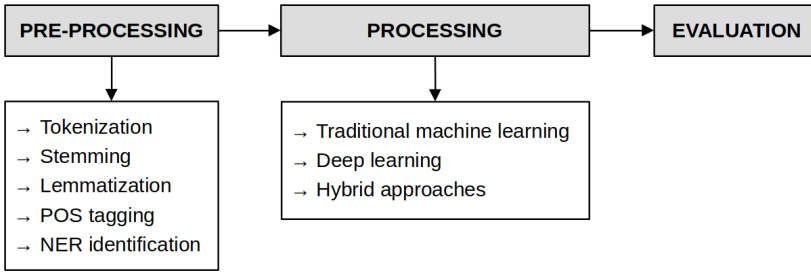 PRE-PROCESSING
PROCESSING
EVALUATION
→ Tokenization
→ Stemming
→ Lemmatization
→ POS tagging
→ NER identification
→ Traditional machine learning
→ Deep learning
→ Hybrid approaches